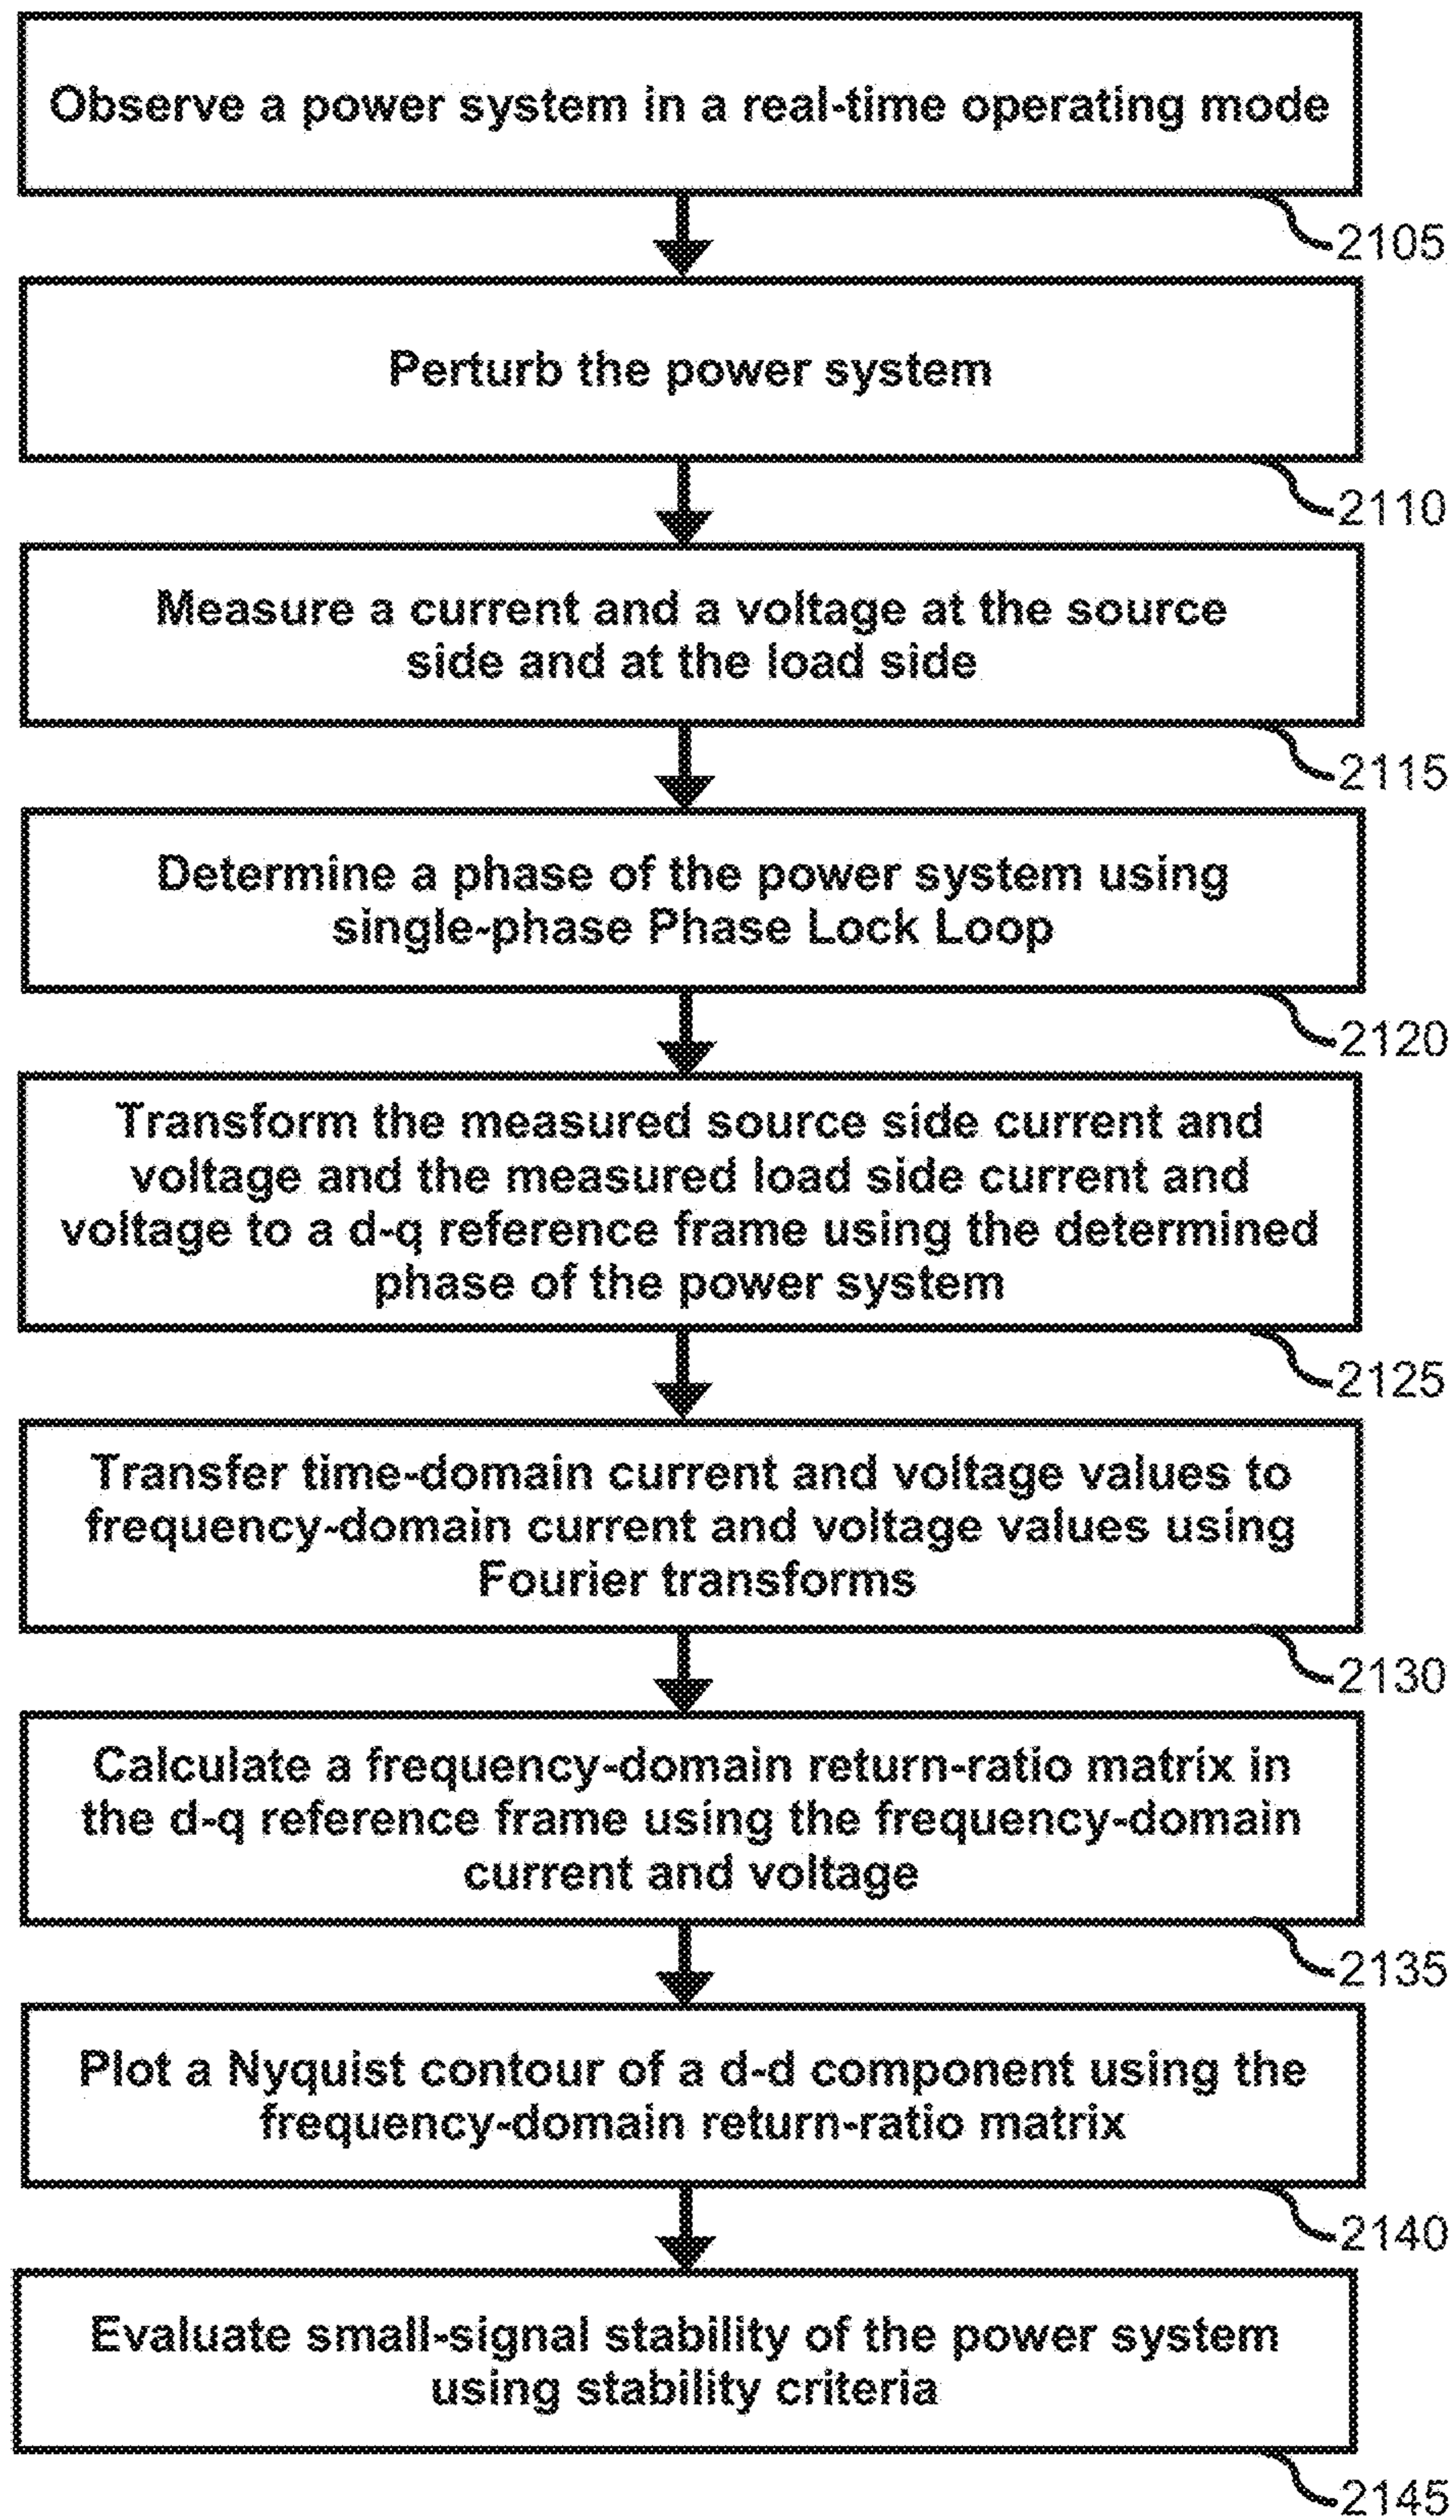 Observe a power system in a real-time operating mode
2105
Perturb the power system
2110
Measure a current and a voltage at the source
side and at the load side
2115
Determine a phase of the power system using
single-phase Phase Lock Loop
2120
Transform the measured source side current and
voltage and the measured load side current and
voltage to a d-q reference frame using the determined
phase of the power system
2125
Transfer time-domain current and voltage values to
frequency-domain current and voltage values using
Fourier transforms
2130
Calculate a frequency-domain return-ratio matrix in
the d-q reference frame using the frequency-domain
current and voltage
2135
Plot a Nyquist contour of a d-d component using the
frequency-domain return-ratio matrix
2140
Evaluate small-signal stability of the power system
using stability criteria
2145